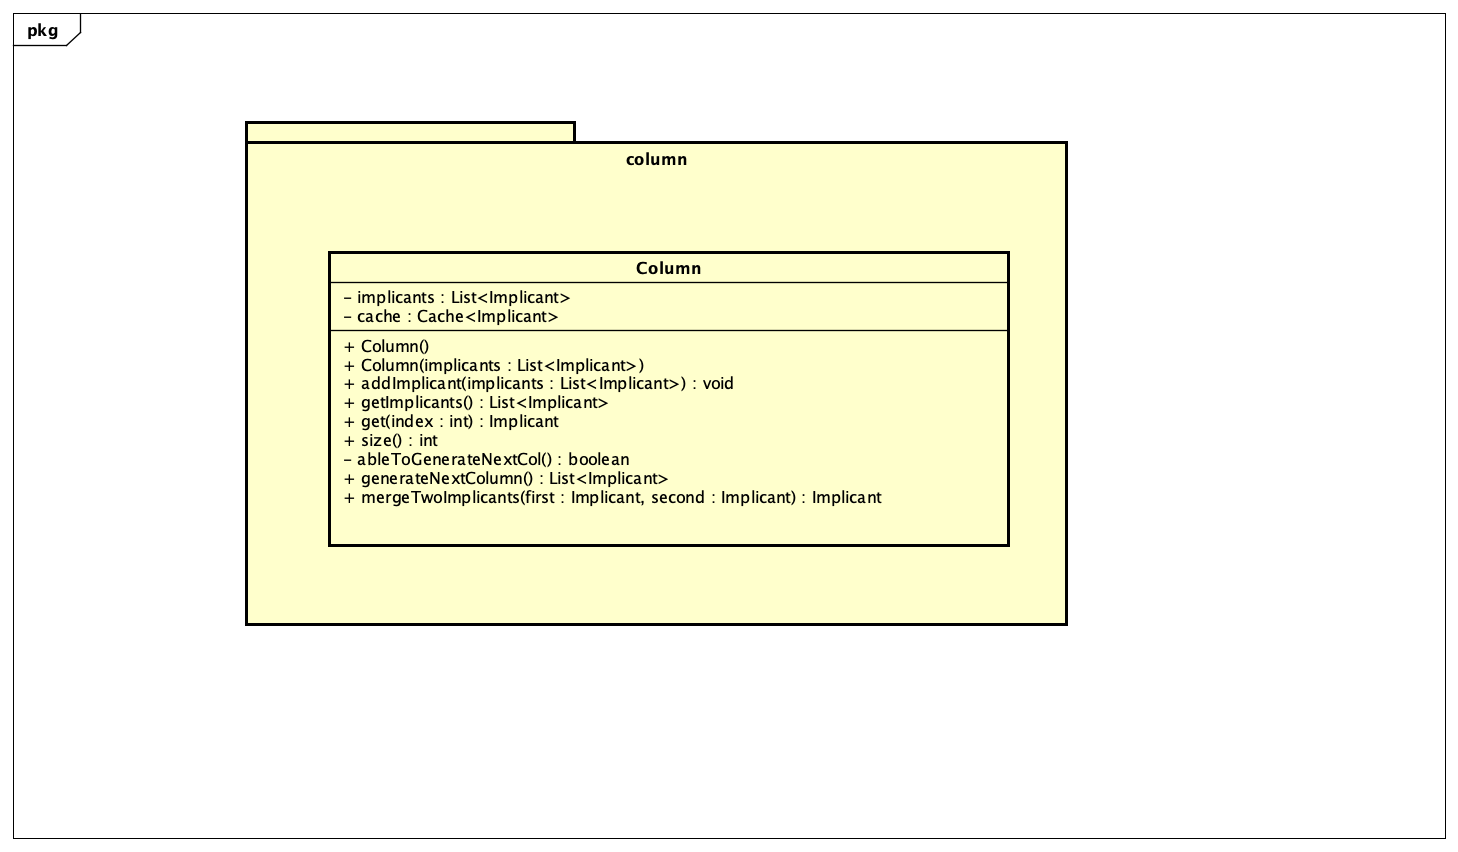 pkg
column
Column
– implicants : List<Implicant>
– cache : Cache<Implicant>
+ Column()
+ Column(implicants : List<Implicant>)
+ addImplicant(implicants : List<Implicant>) : void
+ getImplicants() : List<Implicant>
+ get(index : int) : Implicant
+ size() : int
– ableToGenerateNextCol() : boolean
+ generateNextColumn() : List<Implicant>
+ mergeTwoImplicants(first : Implicant, second : Implicant) : Implicant